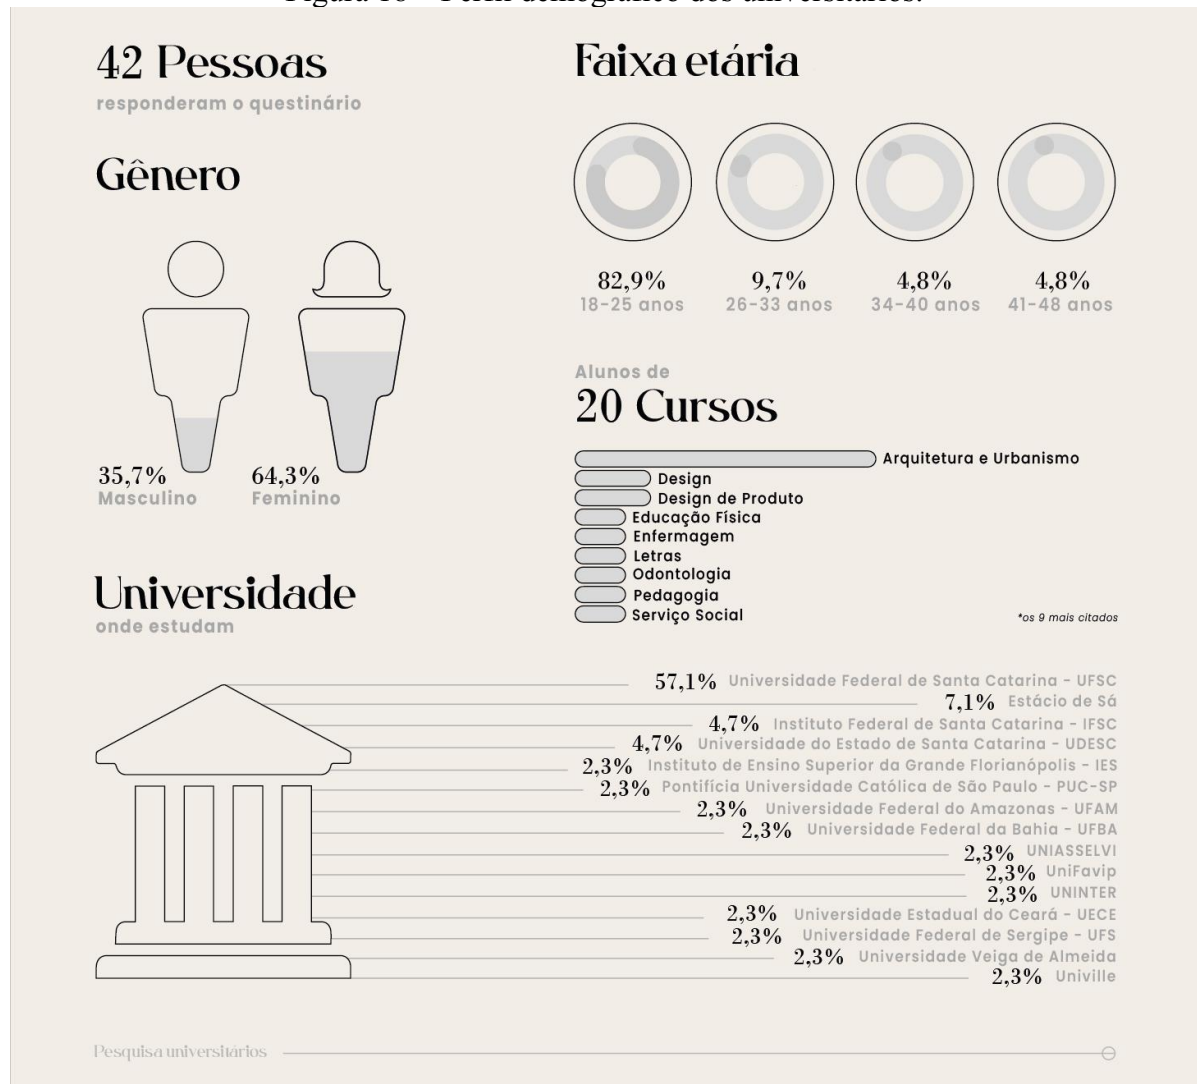 Figura 18 – Perfil demográfico dos universitários.
42 Pessoas
responderam o questinário
Gênero
35,7%
Masculino
64,3%
Feminino
Faixa etária
82,9%
18-25 anos
9,7%
26-33 anos
4,8%
34-40 anos
4,8%
41-48 anos
Alunos de
20 Cursos
Arquitetura e Urbanismo
Design
Design de Produto
Educação Física
Enfermagem
Letras
Odontologia
Pedagogia
Serviço Social
*os 9 mais citados
Universidade
onde estudam
57,1% Universidade Federal de Santa Catarina - UFSC
7,1% Estácio de Sá
4,7% Instituto Federal de Santa Catarina - IFSC
4,7% Universidade do Estado de Santa Catarina - UDESC
2,3% Instituto de Ensino Superior da Grande Florianópolis - IES
2,3% Pontifícia Universidade Católica de São Paulo - PUC-SP
2,3% Universidade Federal do Amazonas - UFAM
2,3% Universidade Federal da Bahia - UFBA
2,3% UNIASSELVI
2,3% UniFavip
2,3% UNINTER
2,3% Universidade Estadual do Ceará - UECE
2,3% Universidade Federal de Sergipe - UFS
2,3% Universidade Veiga de Almeida
2,3% Univille
Pesquisa universitários